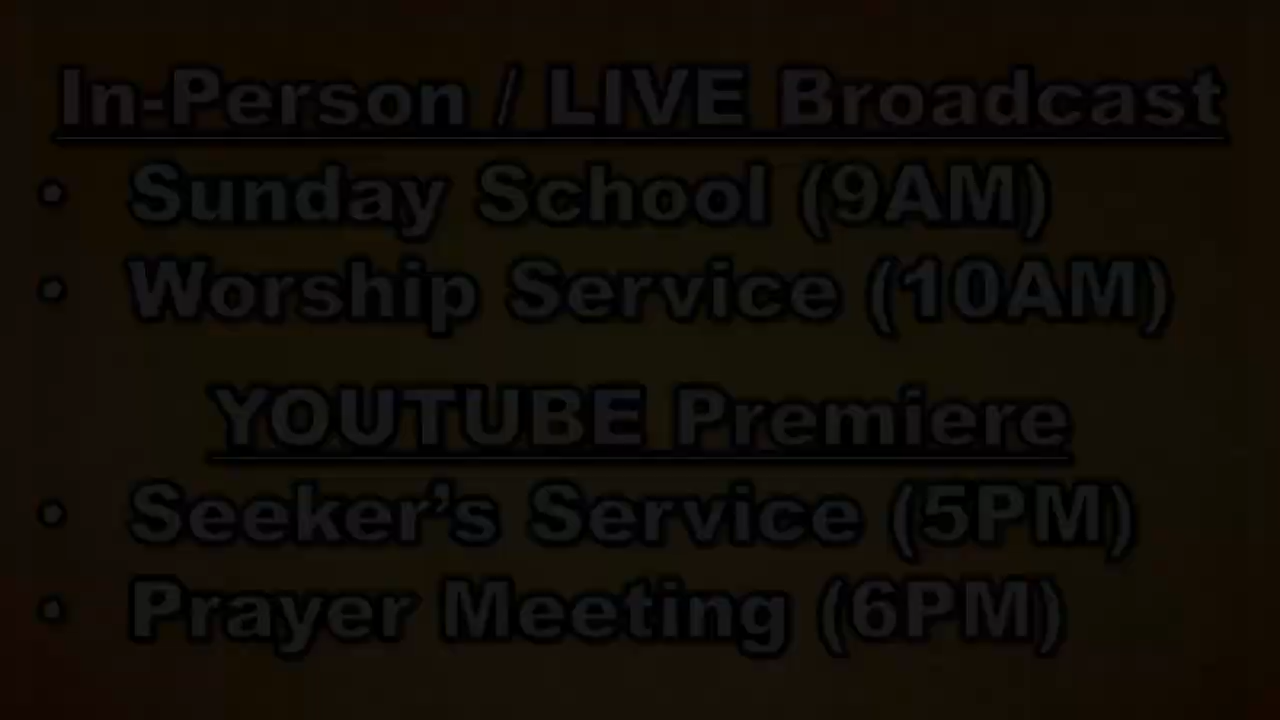 In-Person / LIVE Broadcast
• Sunday School (9AM)
• Worship Service (10AM)
YOUTUBE Premiere
• Seeker’s Service (5PM)
• Prayer Meeting (6PM)